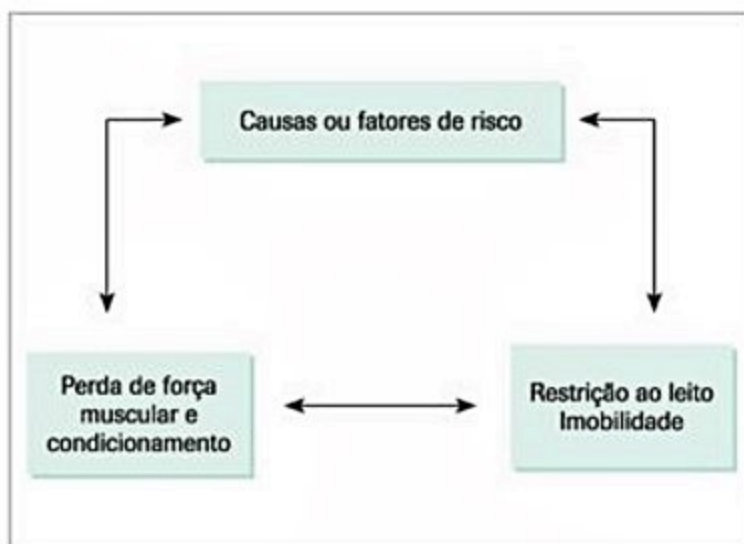 Causas ou fatores de risco
Perda de força
muscular e
condicionamento
Restrição ao leito
Imobilidade